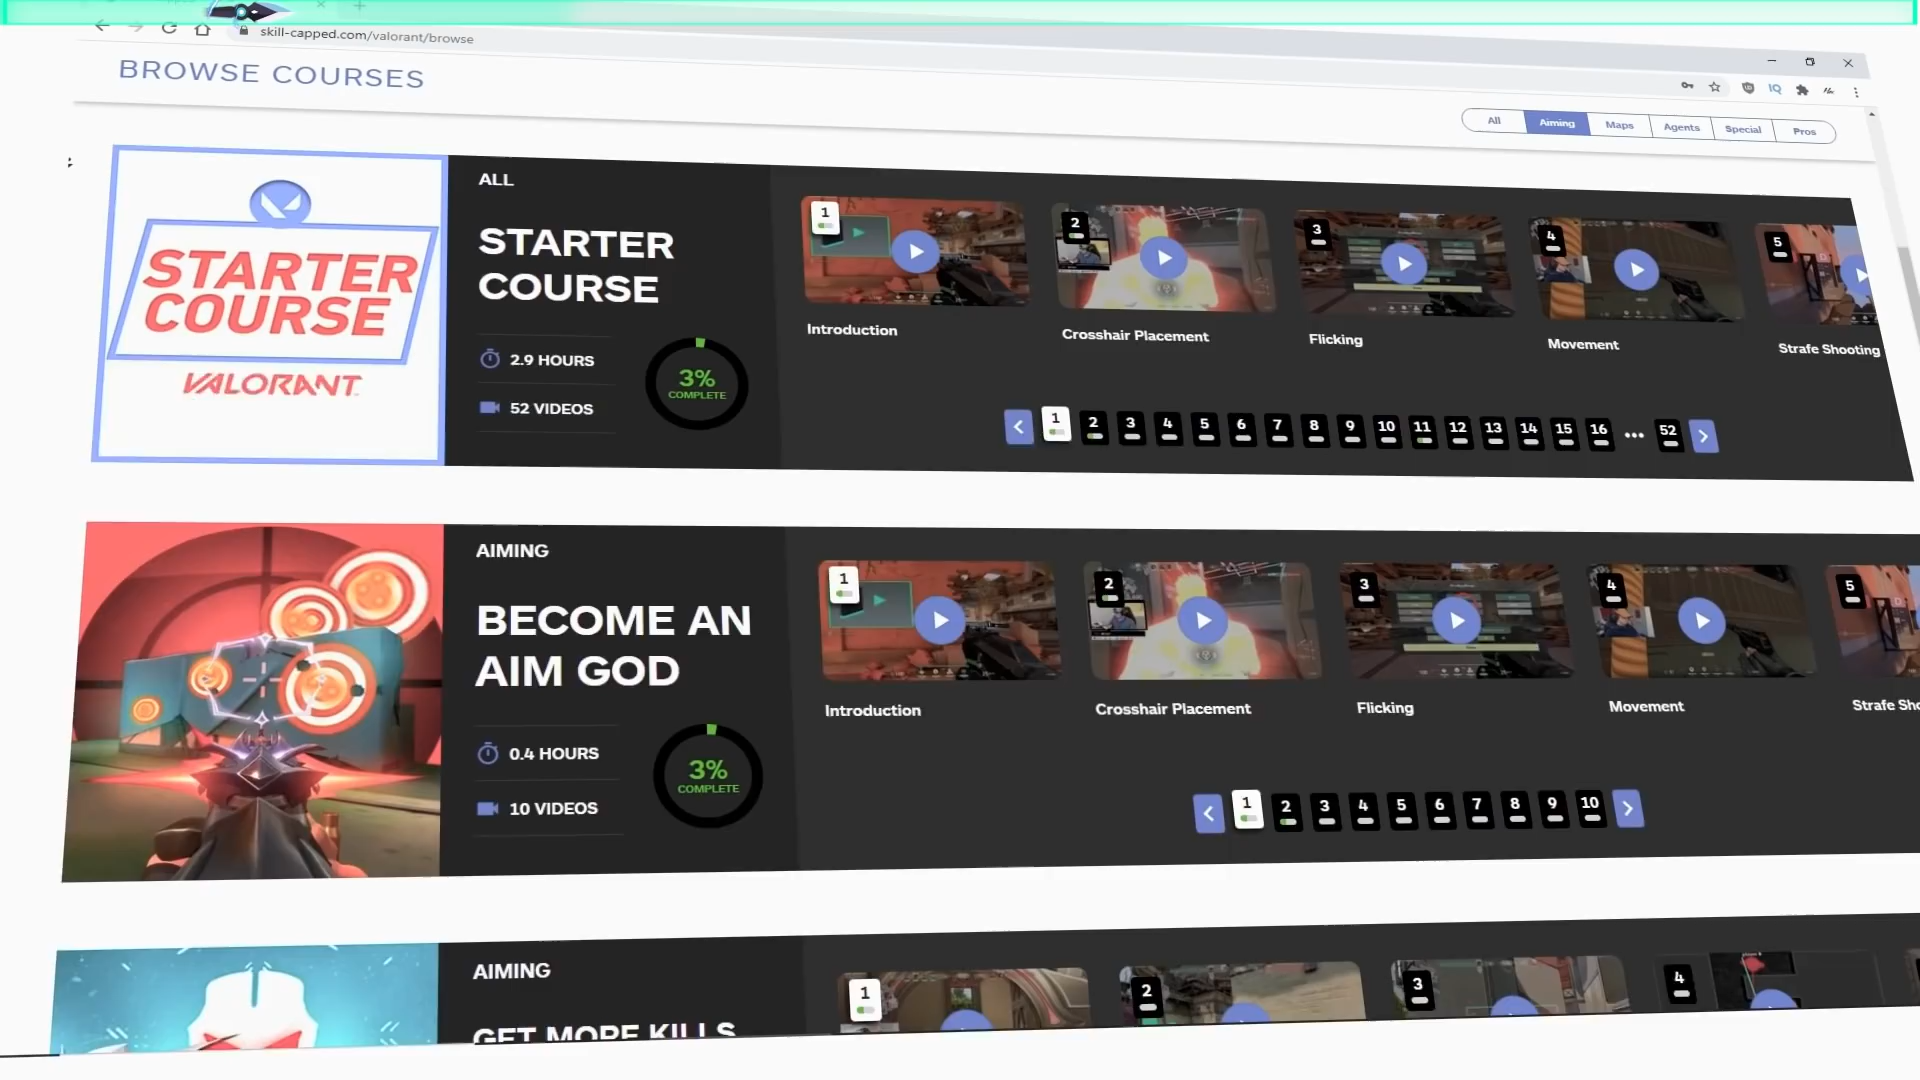 skill-capped.com/valorant/browse
BROWSE COURSES
IQ
All
Aiming
Maps
Agents
Special
Pros
STARTER
COURSE
VALORANT
ALL
STARTER
COURSE
2.9 HOURS
52 VIDEOS
3%
COMPLETE
1
2
3
4
5
Introduction
Crosshair Placement
Flicking
Movement
Strafe Shooting
1 2 3 4 5 6 7 8 9 10 11 12 13 14 15 16 ••• 52
AIMING
BECOME AN
AIM GOD
0.4 HOURS
10 VIDEOS
3%
COMPLETE
1
2
3
4
5
Introduction
Crosshair Placement
Flicking
Movement
Strafe Sho
1 2 3 4 5 6 7 8 9 10
AIMING
GET MORE KILLS
1
2
3
4